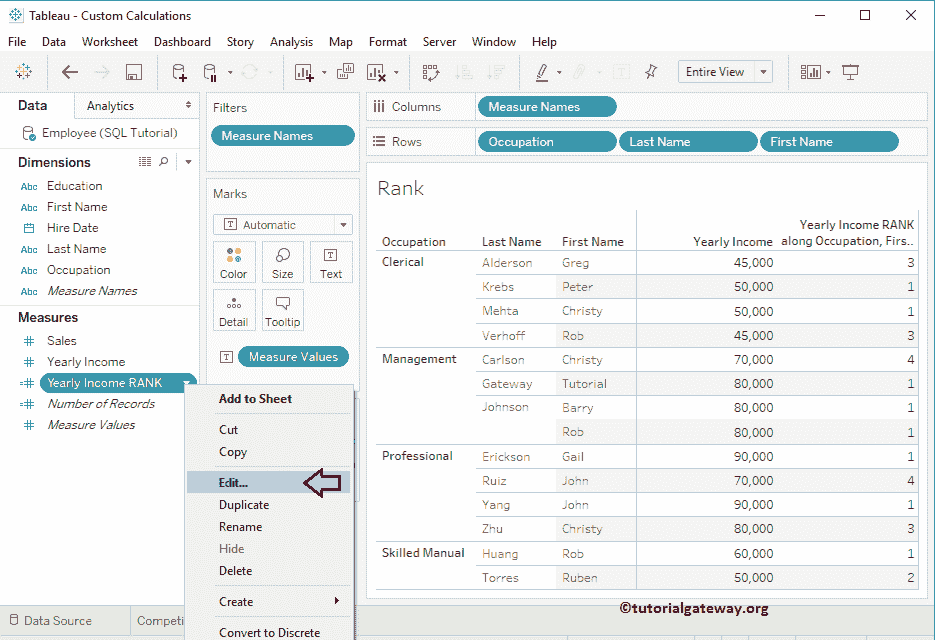 Tableau - Custom Calculations
File Data Worksheet Dashboard Story Analysis Map Format Server Window Help
Entire View
Data Analytics
Employee (SQL Tutorial)
Dimensions
Abc Education
Abc First Name
Hire Date
Abc Last Name
Abc Occupation
Abc Measure Names
Measures
# Sales
# Yearly Income
=# Yearly Income RANK
=# Number of Records
# Measure Values
Filters
Measure Names
Marks
T Automatic
Color Size Text
Detail Tooltip
T Measure Values
Add to Sheet
Cut
Copy
Edit...
Duplicate
Rename
Hide
Delete
Create
Convert to Discrete
Columns Measure Names
Rows Occupation Last Name First Name
Rank
Yearly Income RANK
Occupation Last Name First Name Yearly Income along Occupation, Firs..
Clerical Alderson Greg 45,000 3
Krebs Peter 50,000 1
Mehta Christy 50,000 1
Verhoff Rob 45,000 3
Management Carlson Christy 70,000 4
Gateway Tutorial 80,000 1
Johnson Barry 80,000 1
Rob 80,000 1
Professional Erickson Gail 90,000 1
Ruiz John 70,000 4
Yang John 90,000 1
Zhu Christy 80,000 3
Skilled Manual Huang Rob 60,000 1
Torres Ruben 50,000 2
©tutorialgateway.org
Data Source Competi